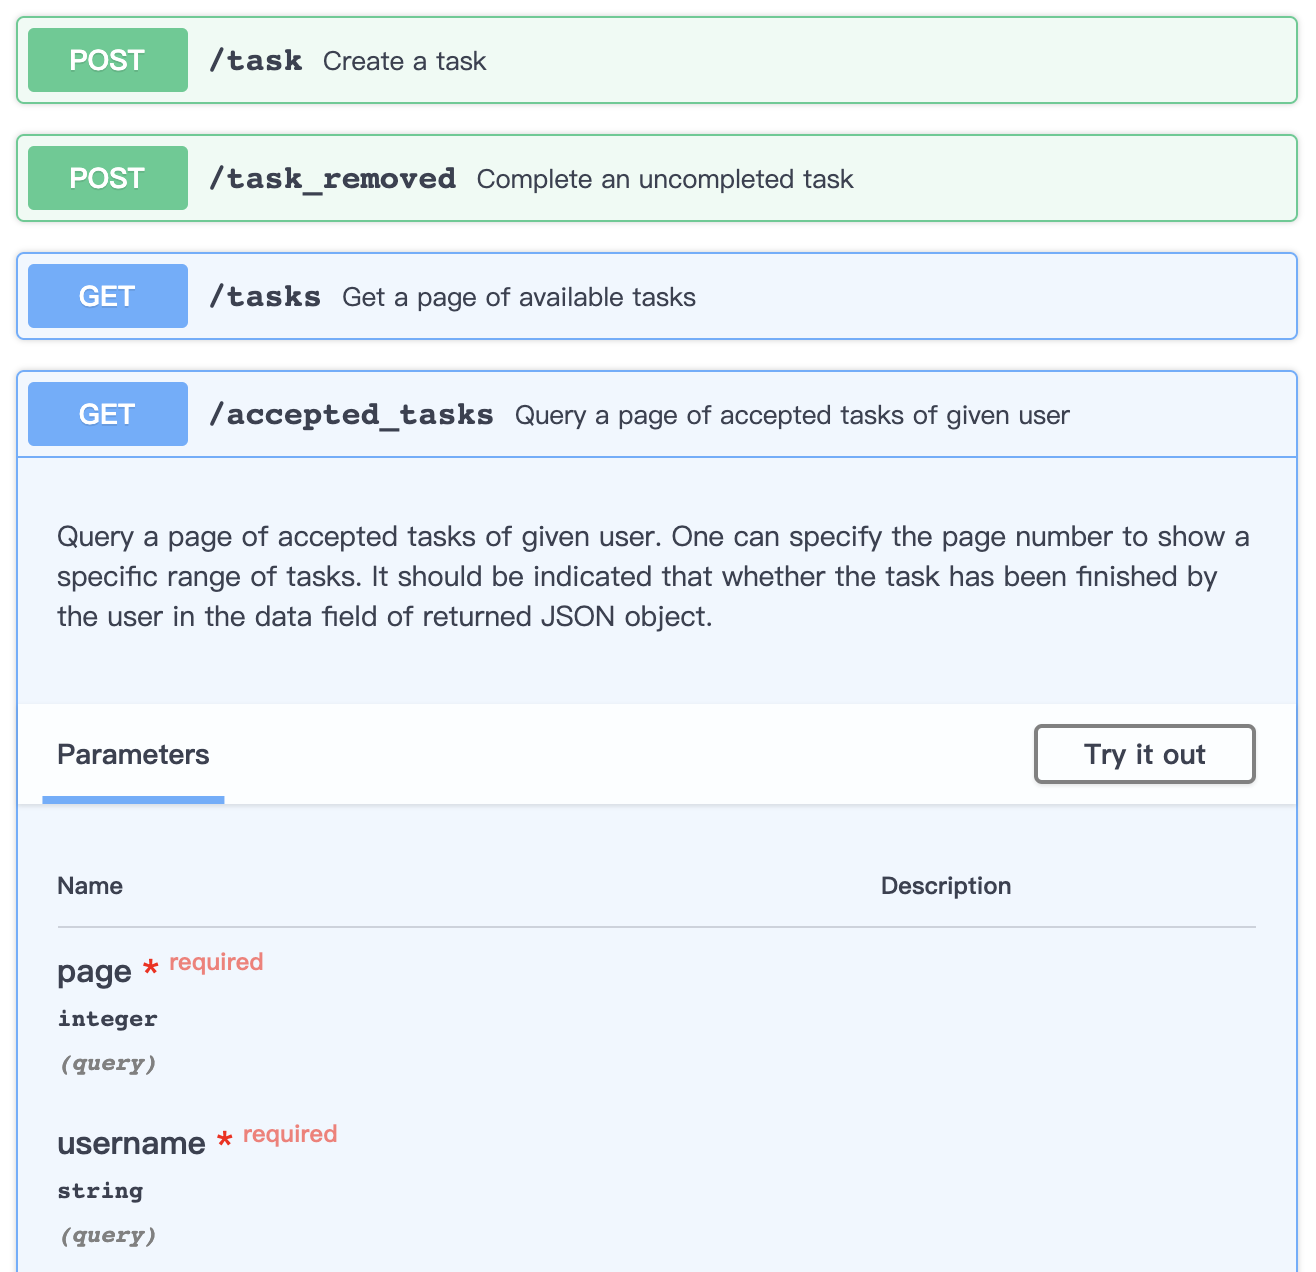 POST /task Create a task
POST /task_removed Complete an uncompleted task
GET /tasks Get a page of available tasks
GET /accepted_tasks Query a page of accepted tasks of given user
Query a page of accepted tasks of given user. One can specify the page number to show a
specific range of tasks. It should be indicated that whether the task has been finished by
the user in the data field of returned JSON object.
Parameters Try it out
Name Description
page * required
integer
(query)
username * required
string
(query)